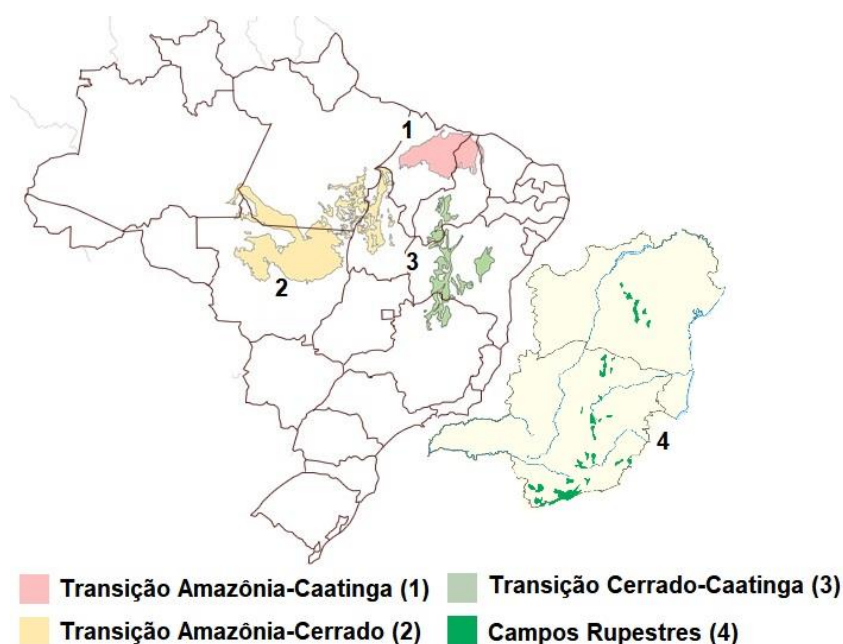 1
2
3
4
Transição Amazônia-Caatinga (1)
Transição Cerrado-Caatinga (3)
Transição Amazônia-Cerrado (2)
Campos Rupestres (4)